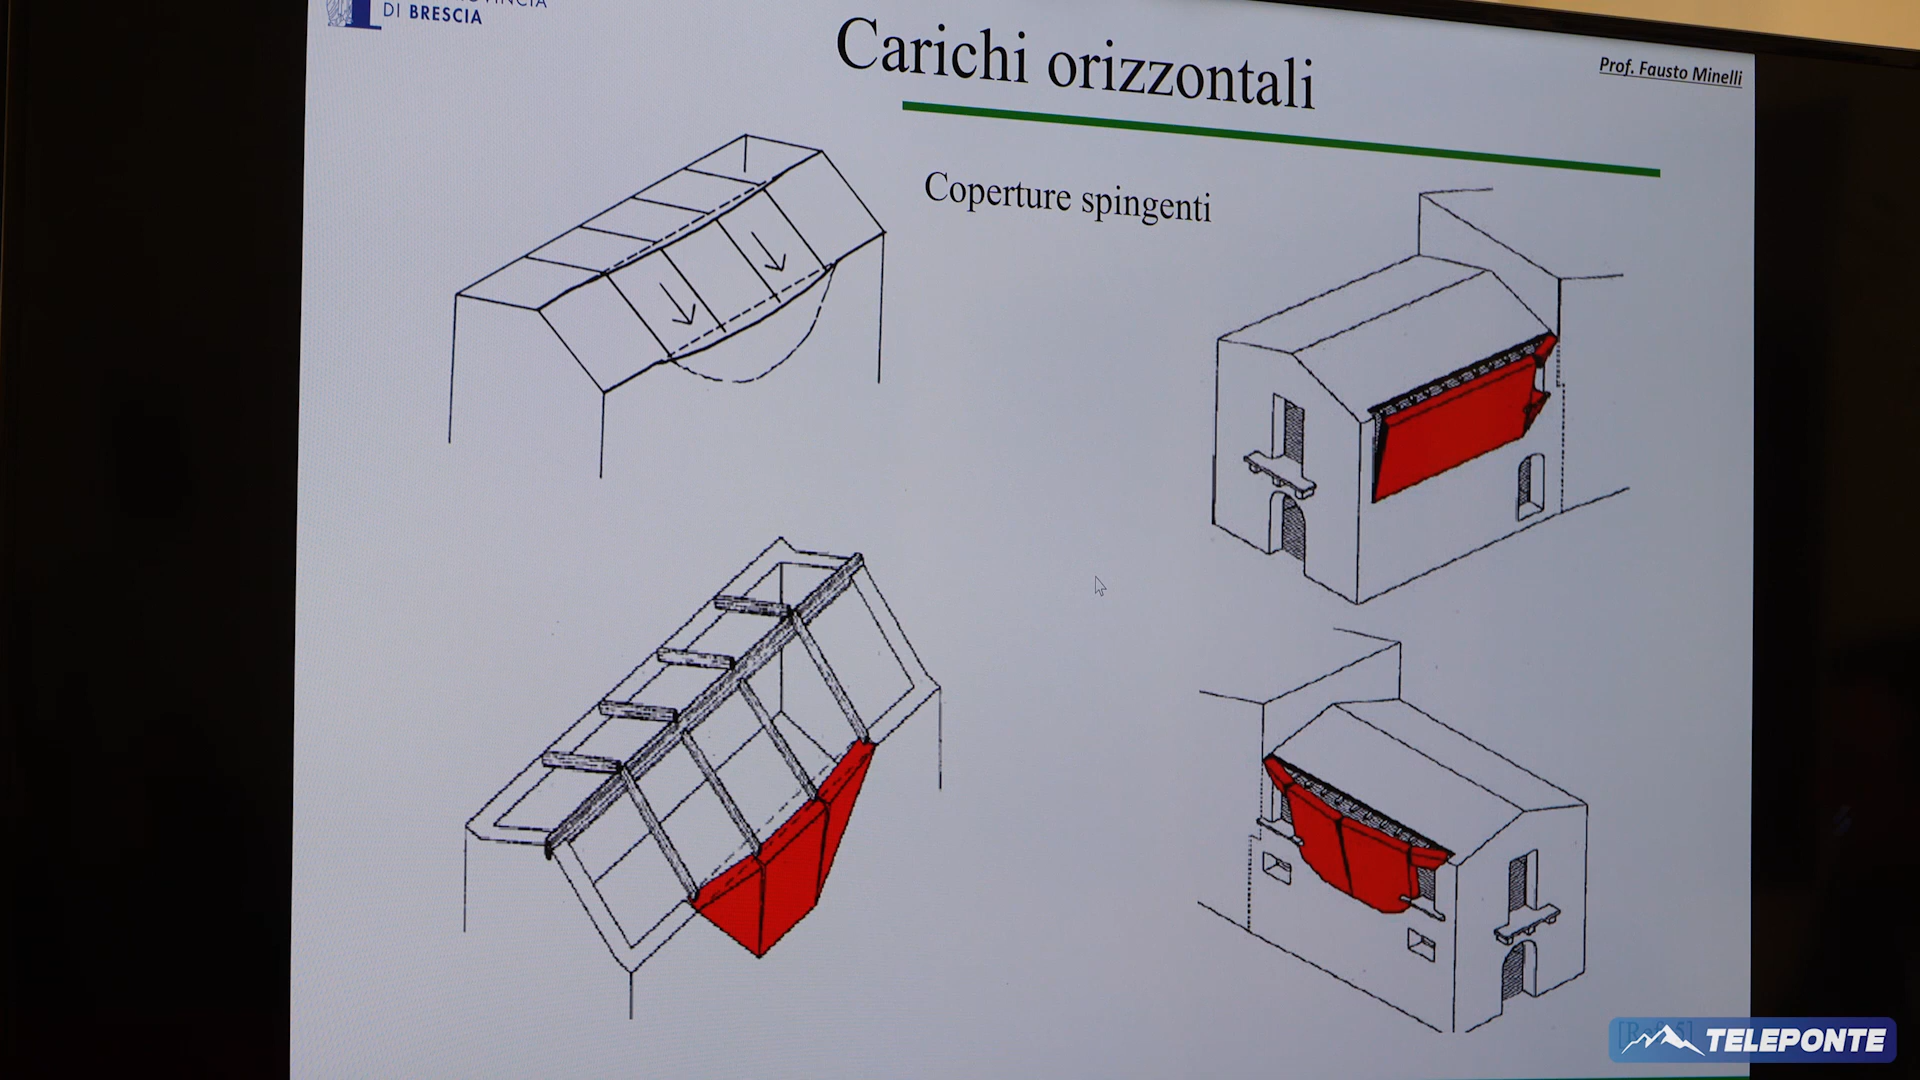 DI BRESCIA
Carichi orizzontali
Prof. Fausto Minelli
Coperture spingenti
TELEPONTE